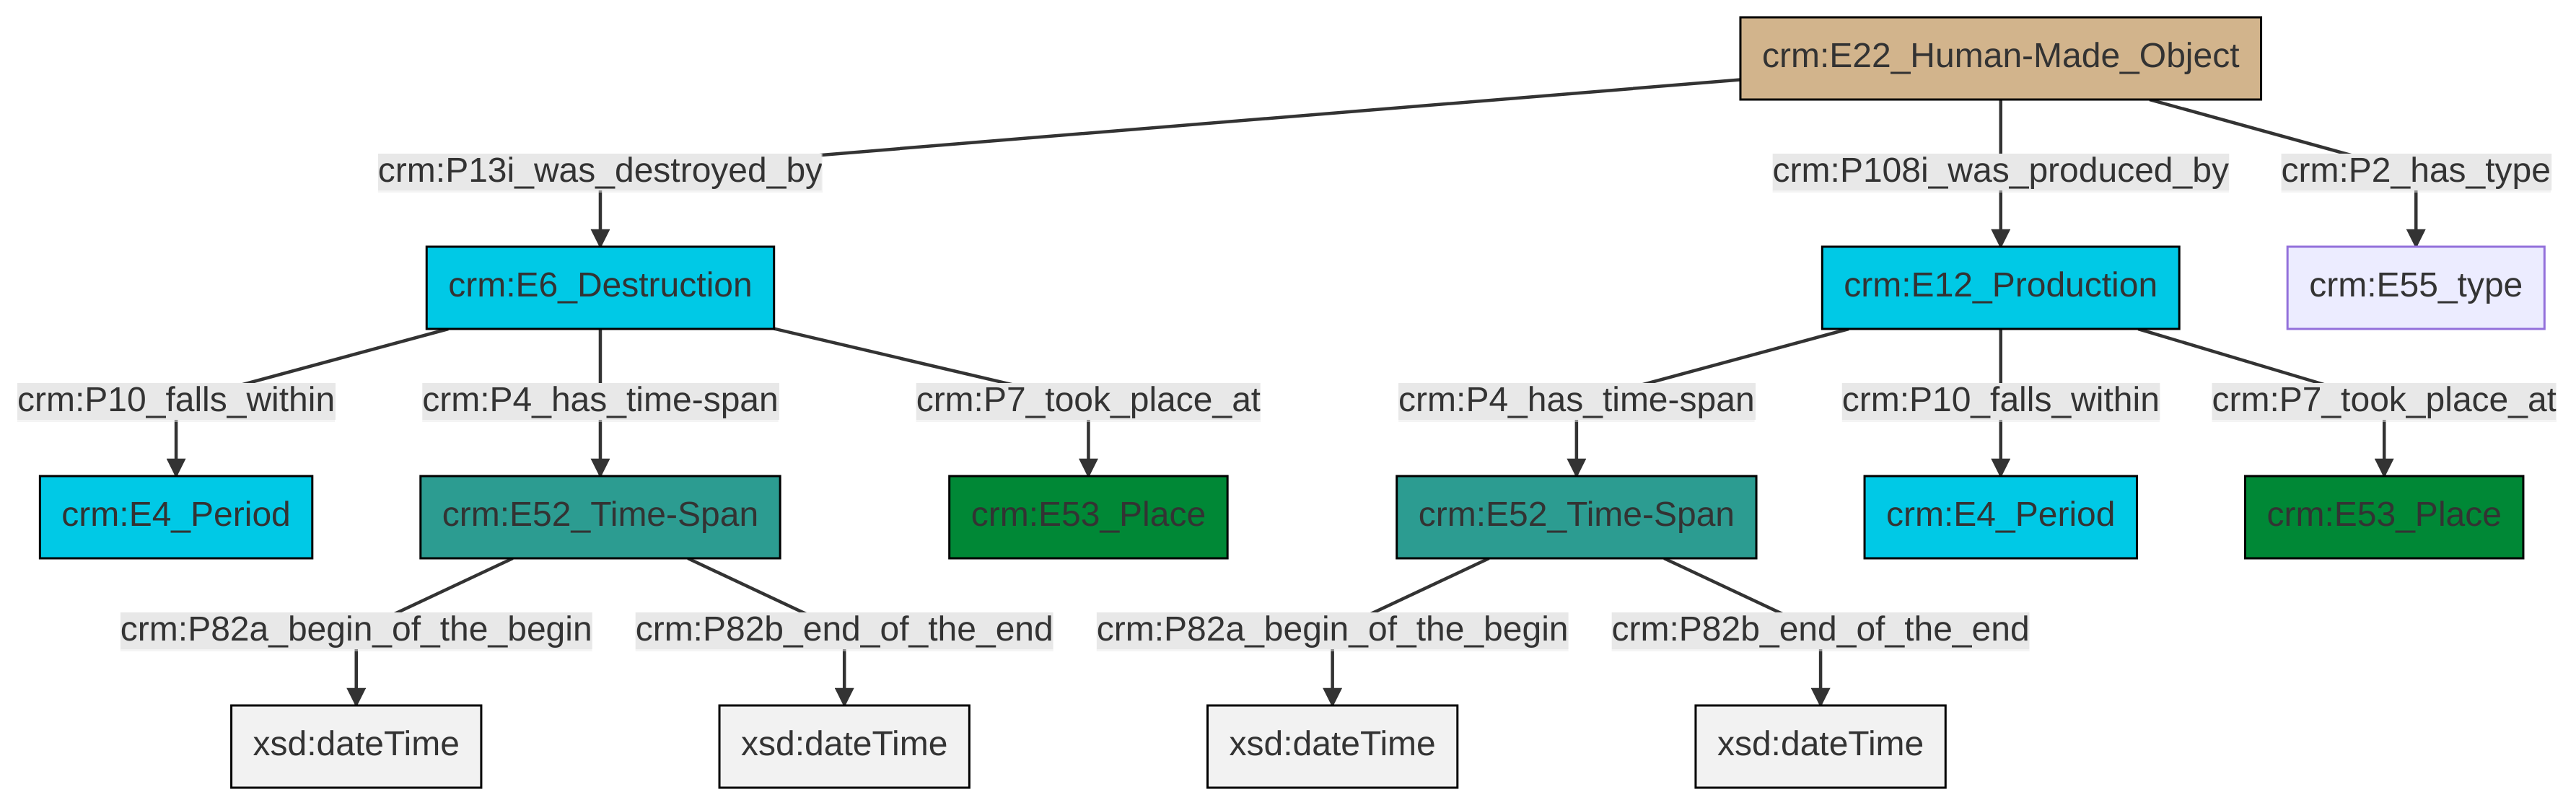 crm:E22_Human-Made_Object
crm:P13i_was_destroyed_by
crm:P108i_was_produced_by
crm:P2_has_type
crm:E6_Destruction
crm:E12_Production
crm:E55_type
crm:P10_falls_within
crm:P4_has_time-span
crm:P7_took_place_at
crm:P4_has_time-span
crm:P10_falls_within
crm:P7_took_place_at
crm:E4_Period
crm:E52_Time-Span
crm:E53_Place
crm:E52_Time-Span
crm:E4_Period
crm:E53_Place
crm:P82a_begin_of_the_begin
crm:P82b_end_of_the_end
crm:P82a_begin_of_the_begin
crm:P82b_end_of_the_end
xsd:dateTime
xsd:dateTime
xsd:dateTime
xsd:dateTime